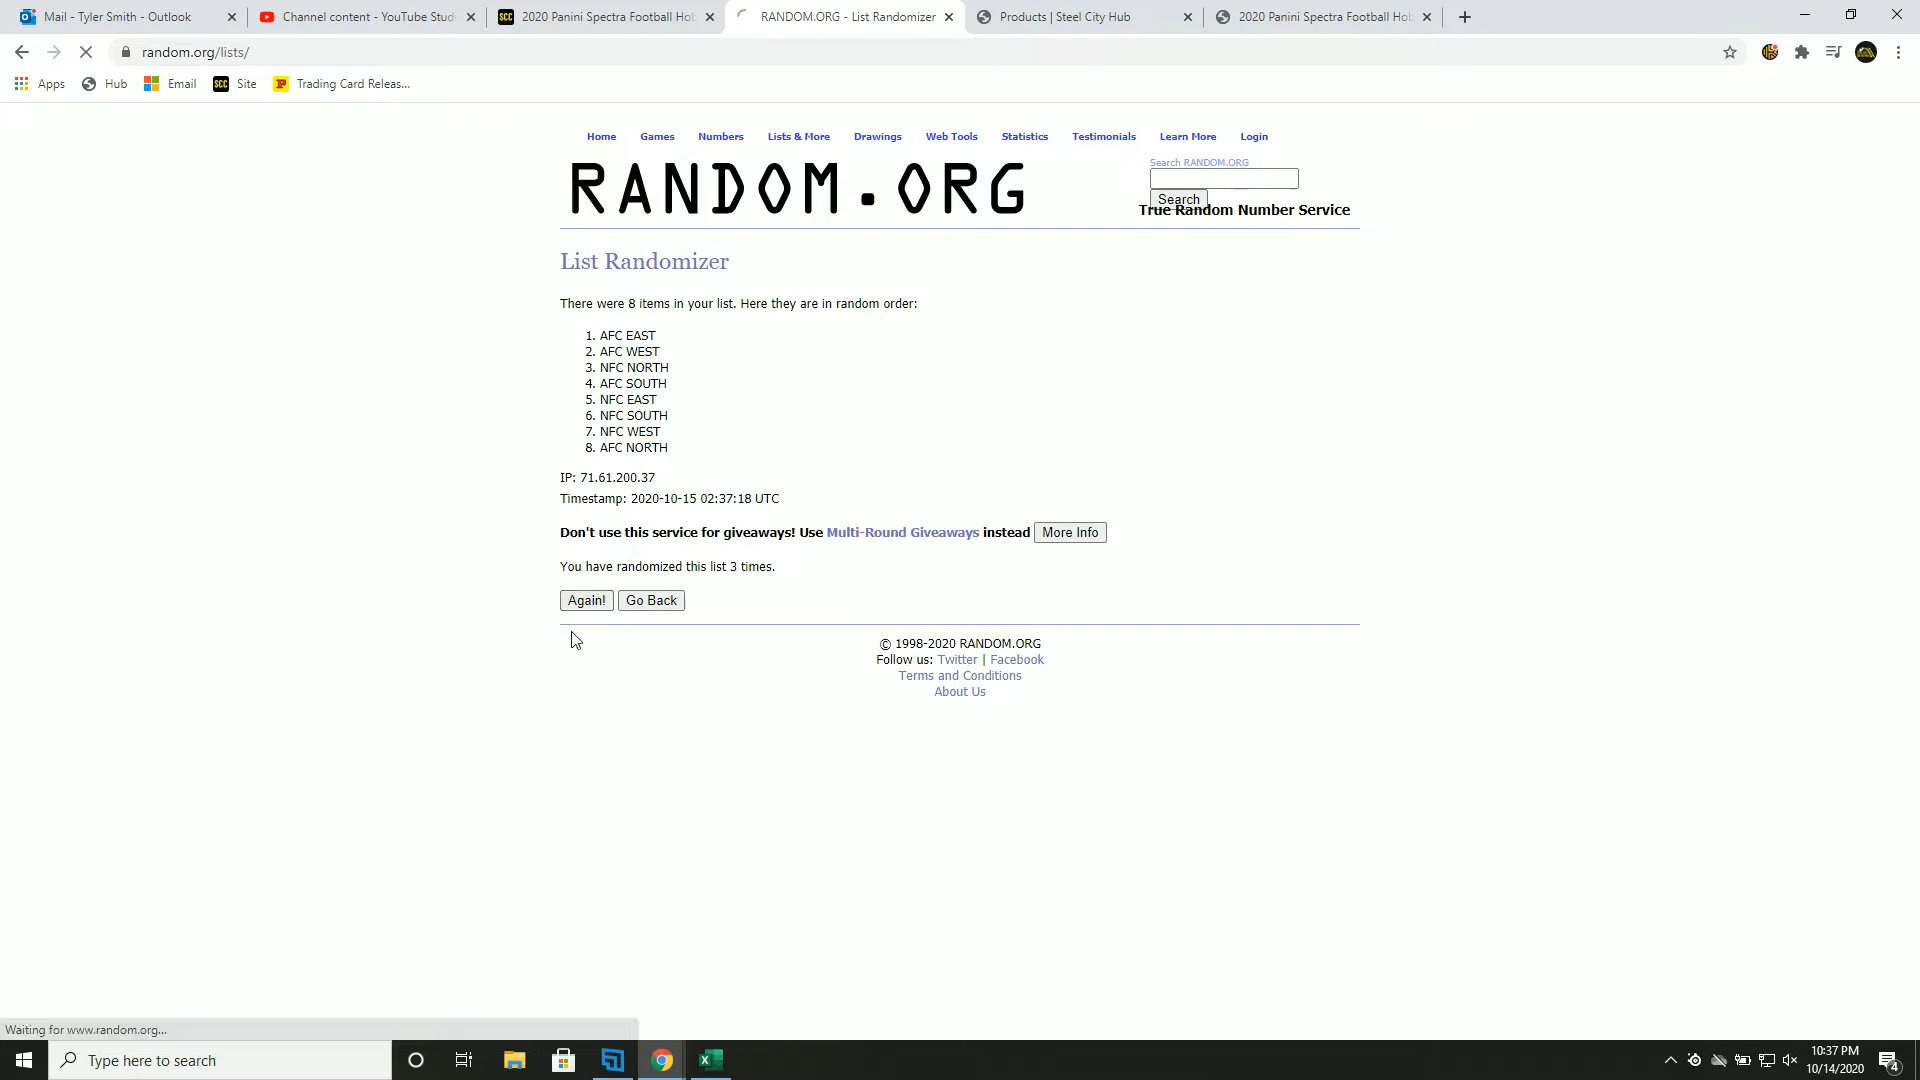 Mail - Tyler Smith - Outlook
Channel content - YouTube Studi
SCC 2020 Panini Spectra Football Hob
RANDOM.ORG - List Randomizer
Products | Steel City Hub
2020 Panini Spectra Football Hob
random.org/lists/
Apps Hub Email SCC Site Trading Card Releas...
Home Games Numbers Lists & More Drawings Web Tools Statistics Testimonials Learn More Login
RANDOM.ORG
Search RANDOM.ORG
Search
True Random Number Service
List Randomizer
There were 8 items in your list. Here they are in random order:
1. AFC EAST
2. AFC WEST
3. NFC NORTH
4. AFC SOUTH
5. NFC EAST
6. NFC SOUTH
7. NFC WEST
8. AFC NORTH
IP: 71.61.200.37
Timestamp: 2020-10-15 02:37:18 UTC
Don't use this service for giveaways! Use Multi-Round Giveaways instead More Info
You have randomized this list 3 times.
Again! Go Back
© 1998-2020 RANDOM.ORG
Follow us: Twitter | Facebook
Terms and Conditions
About Us
Waiting for www.random.org...
Type here to search
10:37 PM
10/14/2020
4